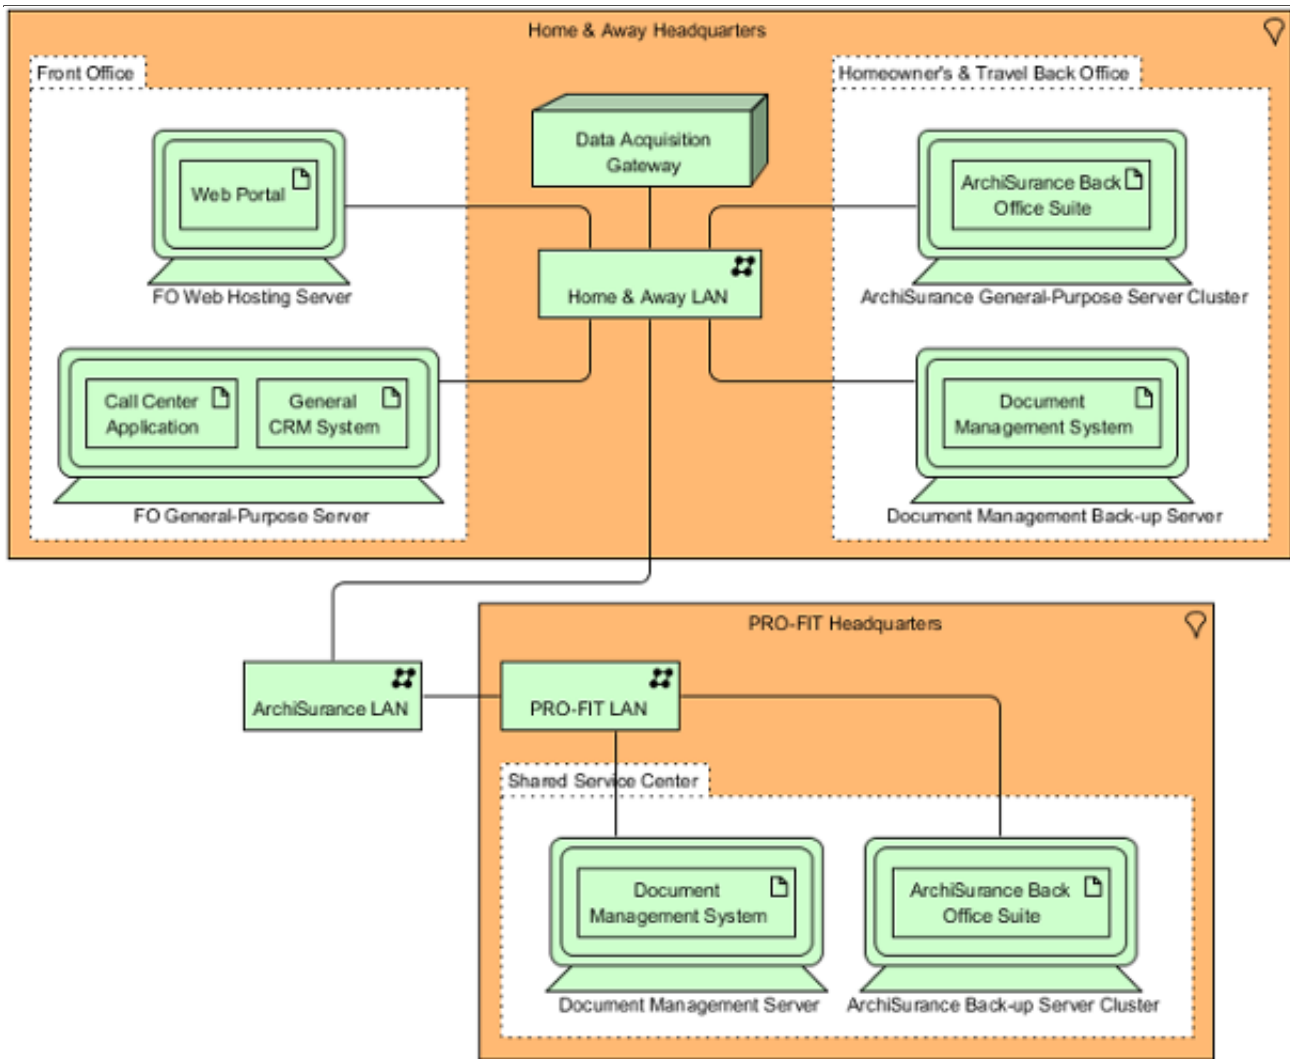 Home & Away Headquarters
Front Office
Homeowner's & Travel Back Office
Data Acquisition
Gateway
Web Portal
FO Web Hosting Server
ArchiSurance Back
Office Suite
ArchiSurance General-Purpose Server Cluster
Home & Away LAN
Call Center
Application
General
CRM System
FO General-Purpose Server
Document
Management System
Document Management Back-up Server
PRO-FIT Headquarters
ArchiSurance LAN
PRO-FIT LAN
Shared Service Center
Document
Management System
Document Management Server
ArchiSurance Back
Office Suite
ArchiSurance Back-up Server Cluster